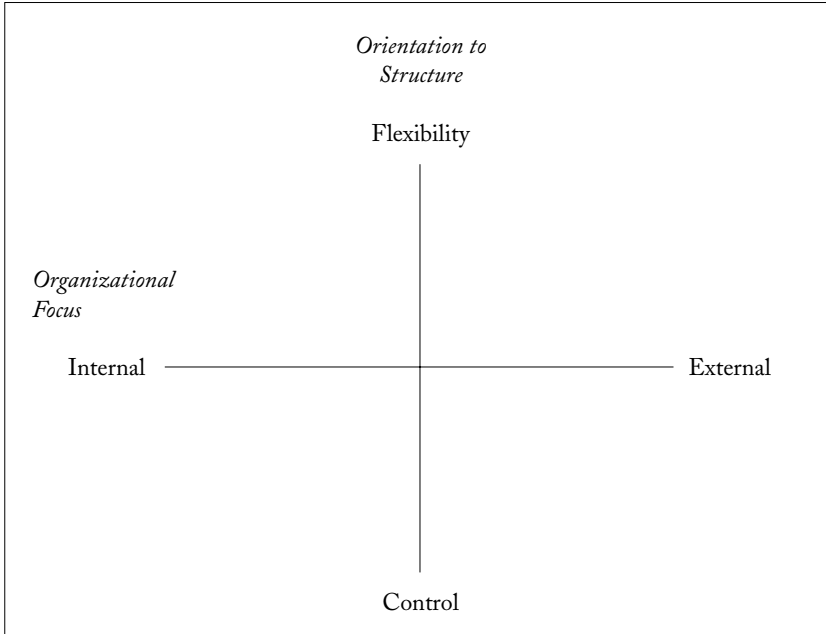 Orientation to
Structure
Flexibility
Organizational
Focus
Internal
External
Control